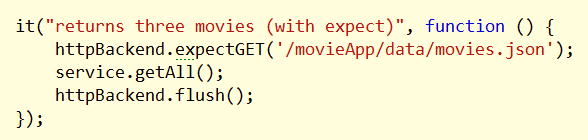 it("returns three movies (with expect)", function () {
    httpBackend.expectGET('/movieApp/data/movies.json');
    service.getAll();
    httpBackend.flush();
});